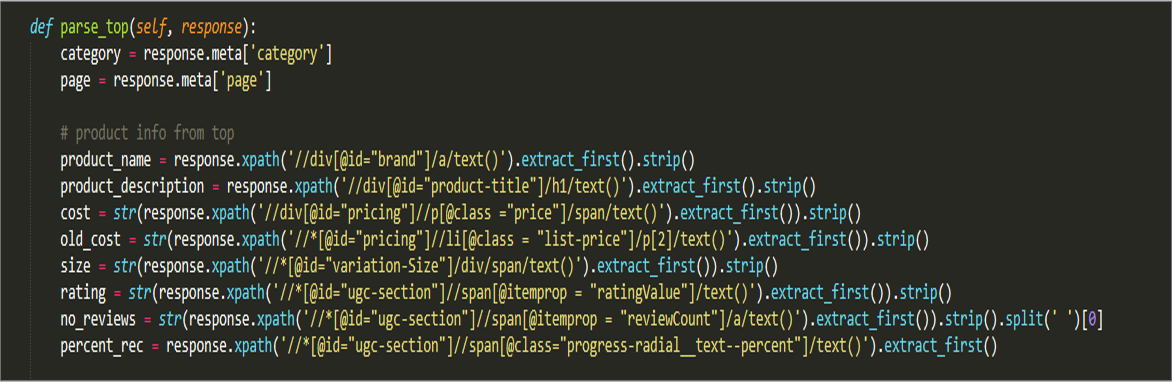 def parse_top(self, response):
category = response.meta['category']
page = response.meta['page']
# product info from top
product_name = response.xpath('//div[@id="brand"]/a/text()').extract_first().strip()
product_description = response.xpath('//div[@id="product-title"]/h1/text()').extract_first().strip()
cost = str(response.xpath('//div[@id="pricing"]//p[@class ="price"]/span/text()').extract_first()).strip()
old_cost = str(response.xpath('//*[@id="pricing"]//li[@class = "list-price"]/p[2]/text()').extract_first()).strip()
size = str(response.xpath('//*[@id="variation-Size"]/div/span/text()').extract_first()).strip()
rating = str(response.xpath('//*[@id="ugc-section"]//span[@itemprop = "ratingValue"]/text()').extract_first()).strip()
no_reviews = str(response.xpath('//*[@id="ugc-section"]//span[@itemprop = "reviewCount"]/a/text()').extract_first()).strip().split(' ')[0]
percent_rec = response.xpath('//*[@id="ugc-section"]//span[@class="progress-radial__text--percent"]/text()').extract_first()